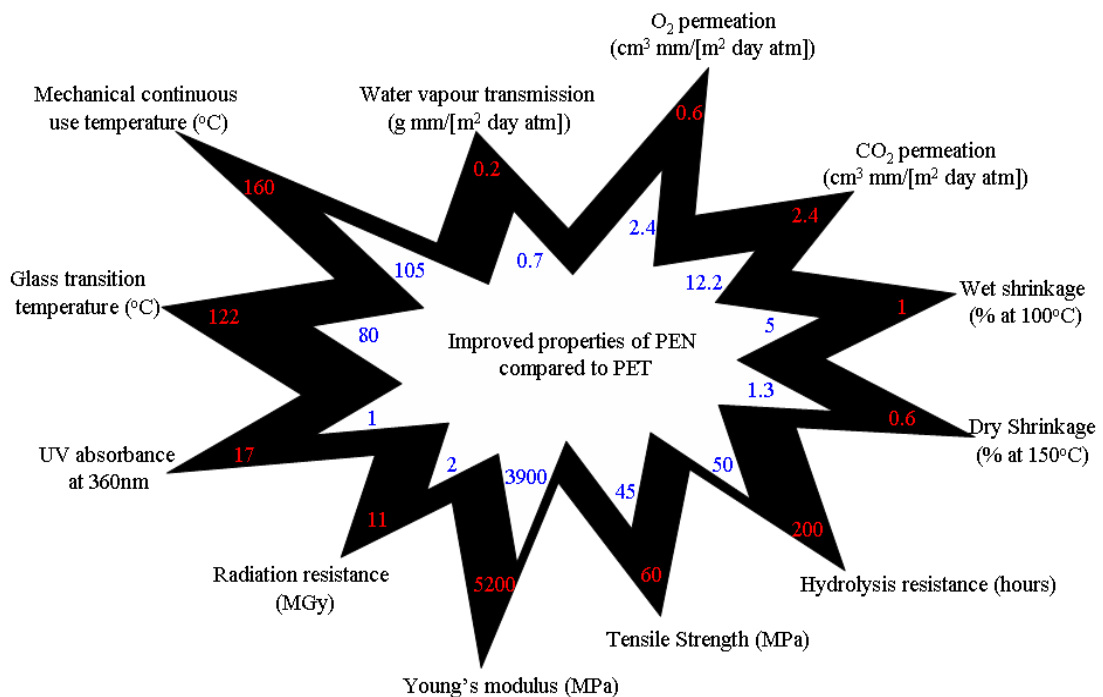 O₂ permeation
(cm³ mm/[m² day atm])
0.6
2.4
Water vapour transmission
(g mm/[m² day atm])
0.2
0.7
Mechanical continuous
use temperature (°C)
160
105
CO₂ permeation
(cm³ mm/[m² day atm])
2.4
12.2
Glass transition
temperature (°C)
122
80
Wet shrinkage
(% at 100°C)
1
5
Improved properties of PEN
compared to PET
UV absorbance
at 360nm
17
1
Dry Shrinkage
(% at 150°C)
0.6
1.3
Radiation resistance
(MGy)
11
2
Young’s modulus (MPa)
5200
3900
Tensile Strength (MPa)
60
45
Hydrolysis resistance (hours)
200
50